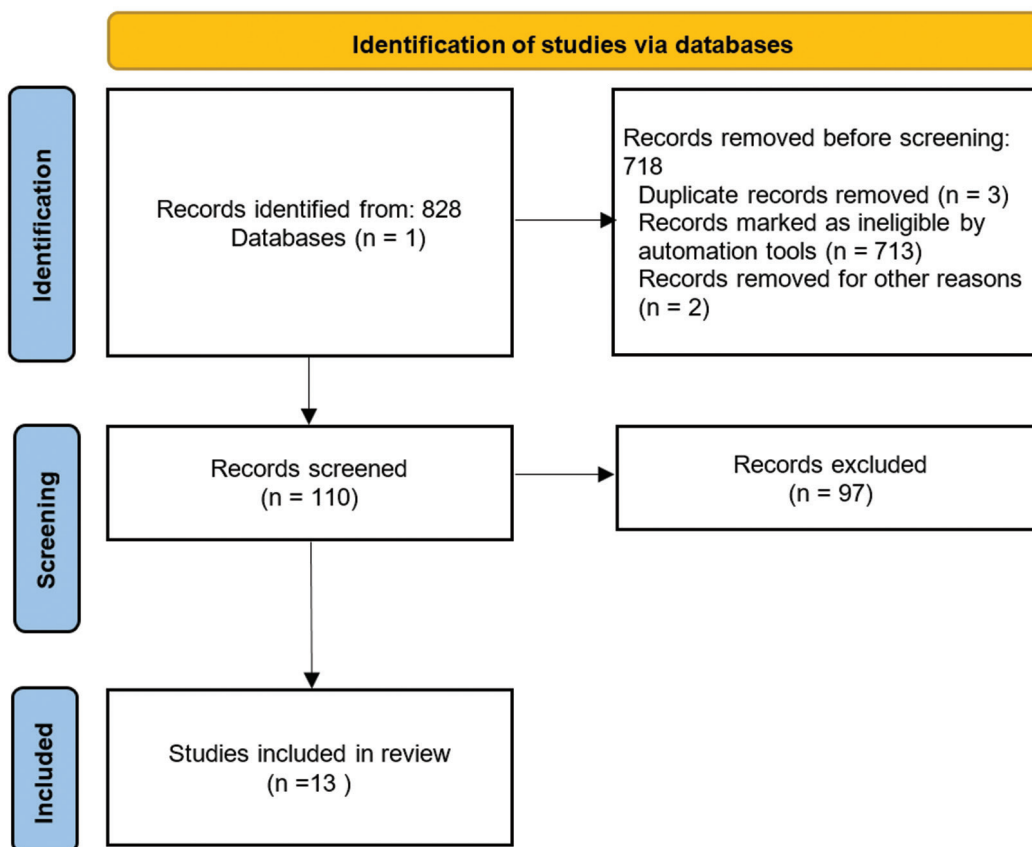 Identification of studies via databases
Identification
Records identified from: 828
Databases (n = 1)
Records removed before screening:
718
Duplicate records removed (n = 3)
Records marked as ineligible by
automation tools (n = 713)
Records removed for other reasons
(n = 2)
Screening
Records screened
(n = 110)
Records excluded
(n = 97)
Included
Studies included in review
(n =13 )